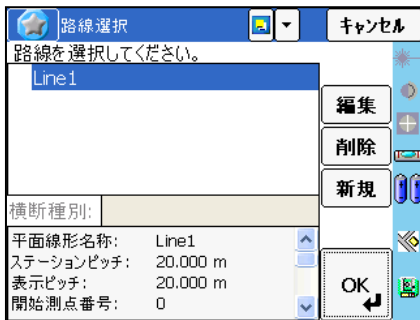 路線選択
キャンセル
路線を選択してください。
Line1
編集
削除
新規
横断種別:
平面線形名称: Line1
ステーションピッチ: 20.000 m
表示ピッチ: 20.000 m
開始測点番号: 0
OK